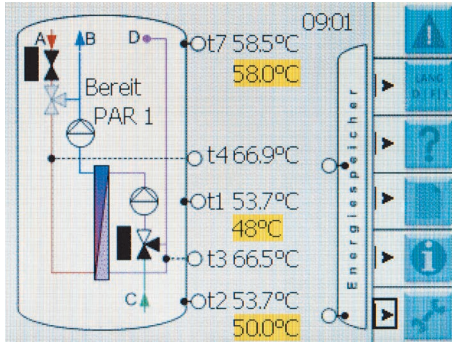 09:01
A
B
D
t7 58.5°C
58.0°C
Bereit
PAR 1
t4 66.9°C
t1 53.7°C
48°C
t3 66.5°C
C
t2 53.7°C
50.0°C
Energiespeicher
LANG
?
i